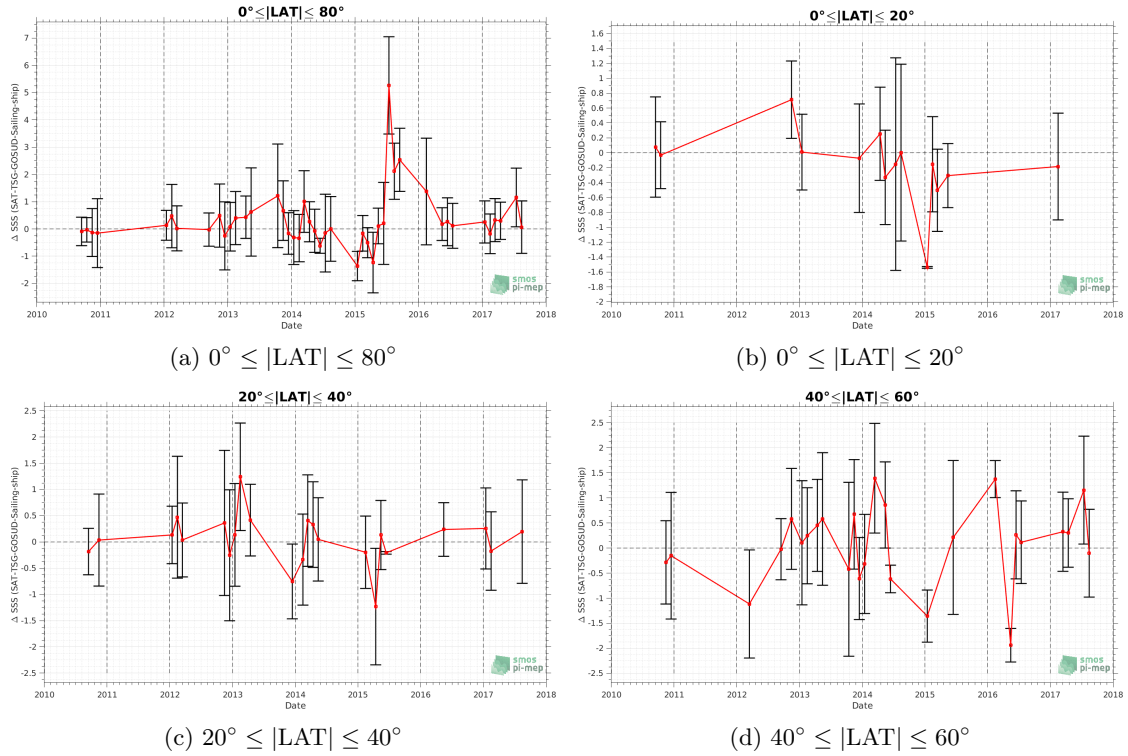 0°≤|LAT|≤ 80°
Δ SSS (SAT-TSG-GOSUD-Sailing-ship)
7
6
5
4
3
2
1
0
-1
-2
2010 2011 2012 2013 2014 2015 2016 2017 2018
Date
smos
pi-mep
(a) 0° ≤ |LAT| ≤ 80°
0°≤|LAT|≤ 20°
Δ SSS (SAT-TSG-GOSUD-Sailing-ship)
1.6
1.4
1.2
1
0.8
0.6
0.4
0.2
0
-0.2
-0.4
-0.6
-0.8
-1
-1.2
-1.4
-1.6
-1.8
-2
2010 2011 2012 2013 2014 2015 2016 2017 2018
Date
smos
pi-mep
(b) 0° ≤ |LAT| ≤ 20°
20°≤|LAT|≤ 40°
Δ SSS (SAT-TSG-GOSUD-Sailing-ship)
2.5
2
1.5
1
0.5
0
-0.5
-1
-1.5
-2
-2.5
2010 2011 2012 2013 2014 2015 2016 2017 2018
Date
smos
pi-mep
(c) 20° ≤ |LAT| ≤ 40°
40°≤|LAT|≤ 60°
Δ SSS (SAT-TSG-GOSUD-Sailing-ship)
2.5
2
1.5
1
0.5
0
-0.5
-1
-1.5
-2
-2.5
2010 2011 2012 2013 2014 2015 2016 2017 2018
Date
smos
pi-mep
(d) 40° ≤ |LAT| ≤ 60°